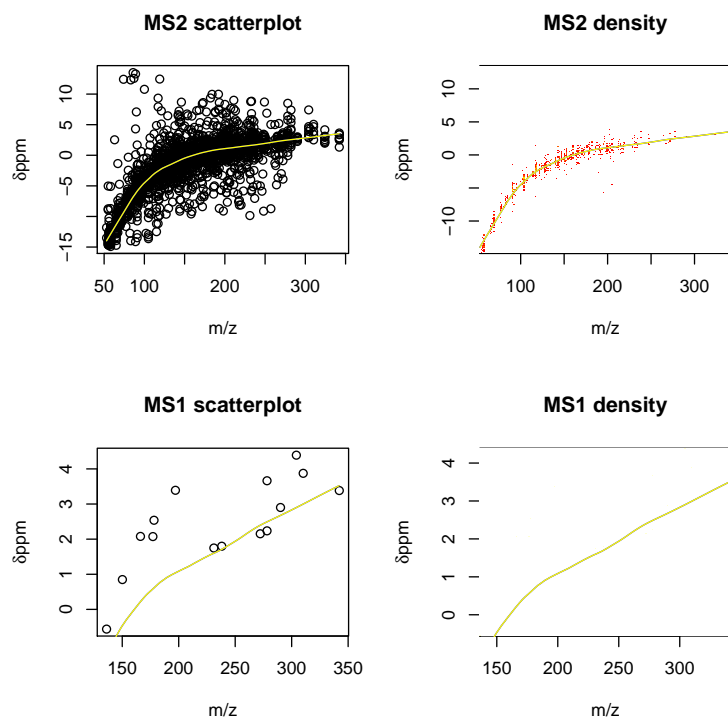 MS2 scatterplot
MS2 density
10
5
0
−5
−15
δppm
50 100 200 300
m/z
10
5
0
−10
δppm
100 200 300
m/z
MS1 scatterplot
MS1 density
4
3
2
1
0
δppm
150 200 250 300 350
m/z
4
3
2
1
0
δppm
150 200 250 300
m/z